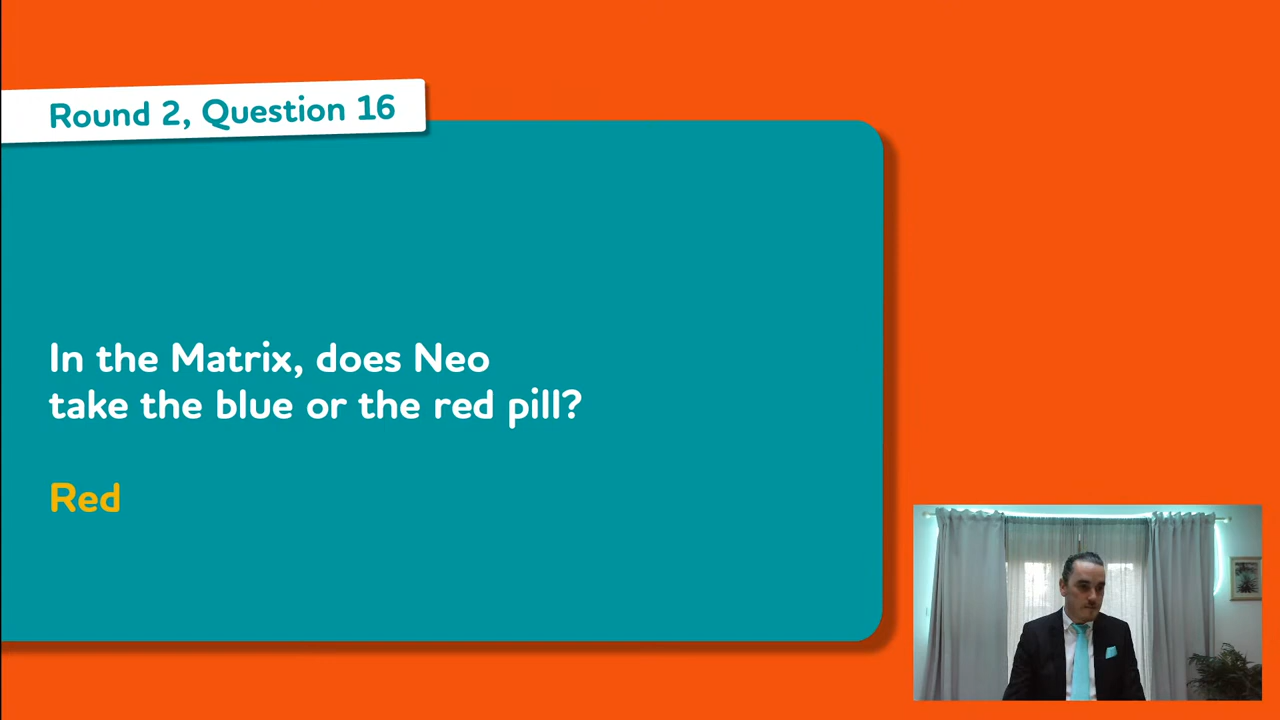 Round 2, Question 16
In the Matrix, does Neo
take the blue or the red pill?
Red